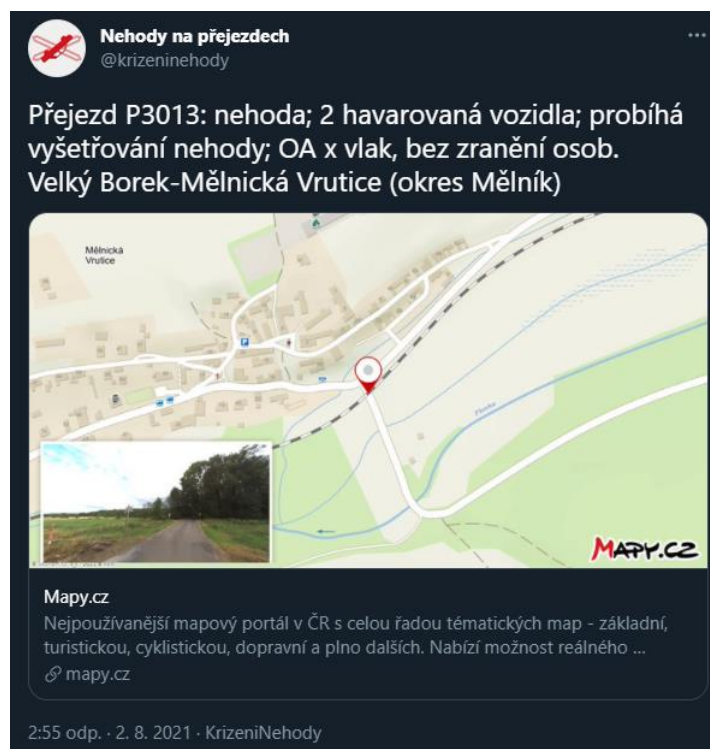 Nehody na přejezdech
@krizeninehody
Přejezd P3013: nehoda; 2 havarovaná vozidla; probíhá
vyšetřování nehody; OA x vlak, bez zranění osob.
Velký Borek-Mělnická Vrutice (okres Mělník)
Mělnická
Vrutice
P
Pšovka
Mapy.cz
Mapy.cz
Nejpoužívanější mapový portál v ČR s celou řadou tématických map - základní,
turistickou, cyklistickou, dopravní a plno dalších. Nabízí možnost reálného ...
mapy.cz
2:55 odp. · 2. 8. 2021 · KrizeniNehody